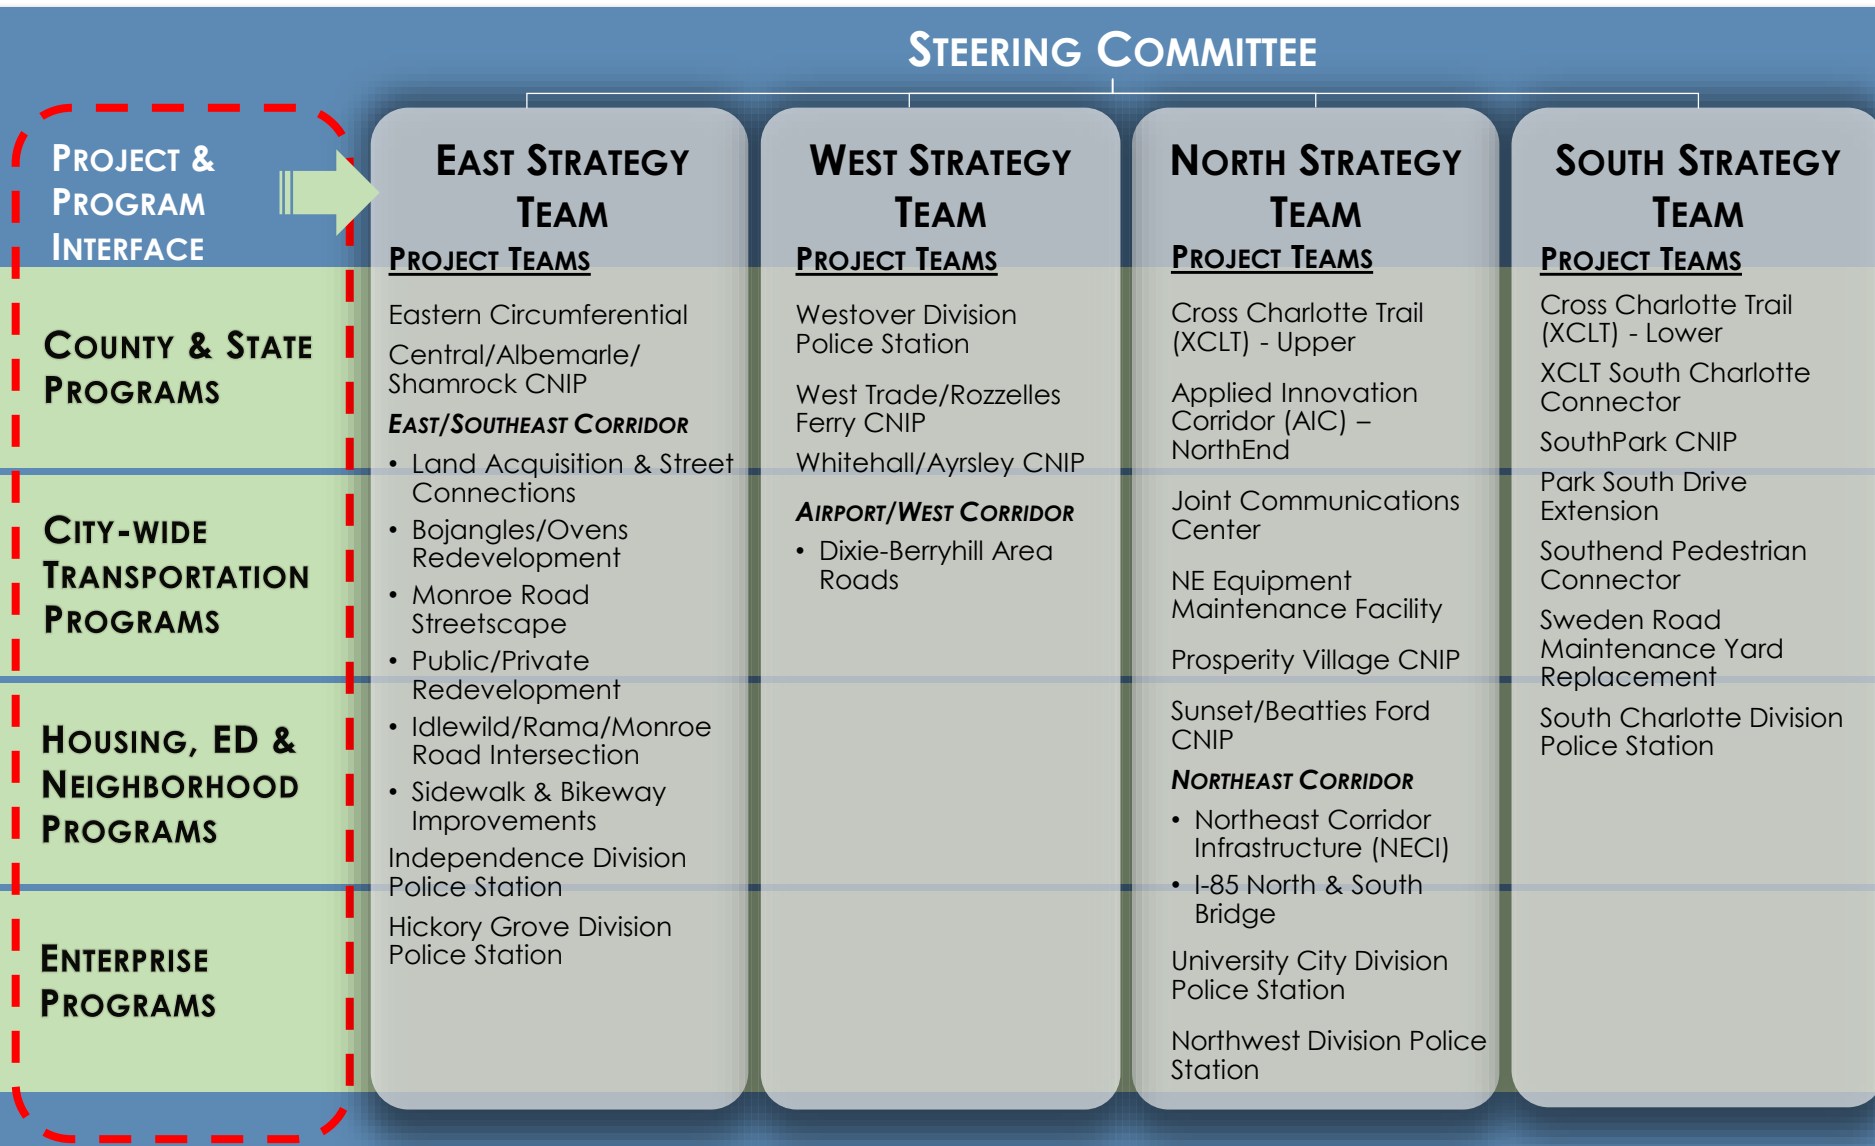 STEERING COMMITTEE
PROJECT &
PROGRAM
INTERFACE
COUNTY & STATE
PROGRAMS
CITY-WIDE
TRANSPORTATION
PROGRAMS
HOUSING, ED &
NEIGHBORHOOD
PROGRAMS
ENTERPRISE
PROGRAMS
EAST STRATEGY
TEAM
PROJECT TEAMS
Eastern Circumferential
Central/Albemarle/
Shamrock CNIP
EAST/SOUTHEAST CORRIDOR
• Land Acquisition & Street
Connections
• Bojangles/Ovens
Redevelopment
• Monroe Road
Streetscape
• Public/Private
Redevelopment
• Idlewild/Rama/Monroe
Road Intersection
• Sidewalk & Bikeway
Improvements
Independence Division
Police Station
Hickory Grove Division
Police Station
WEST STRATEGY
TEAM
PROJECT TEAMS
Westover Division
Police Station
West Trade/Rozzelles
Ferry CNIP
Whitehall/Ayrsley CNIP
AIRPORT/WEST CORRIDOR
• Dixie-Berryhill Area
Roads
NORTH STRATEGY
TEAM
PROJECT TEAMS
Cross Charlotte Trail
(XCLT) - Upper
Applied Innovation
Corridor (AIC) –
NorthEnd
Joint Communications
Center
NE Equipment
Maintenance Facility
Prosperity Village CNIP
Sunset/Beatties Ford
CNIP
NORTHEAST CORRIDOR
• Northeast Corridor
Infrastructure (NECI)
• I-85 North & South
Bridge
University City Division
Police Station
Northwest Division Police
Station
SOUTH STRATEGY
TEAM
PROJECT TEAMS
Cross Charlotte Trail
(XCLT) - Lower
XCLT South Charlotte
Connector
SouthPark CNIP
Park South Drive
Extension
Southend Pedestrian
Connector
Sweden Road
Maintenance Yard
Replacement
South Charlotte Division
Police Station